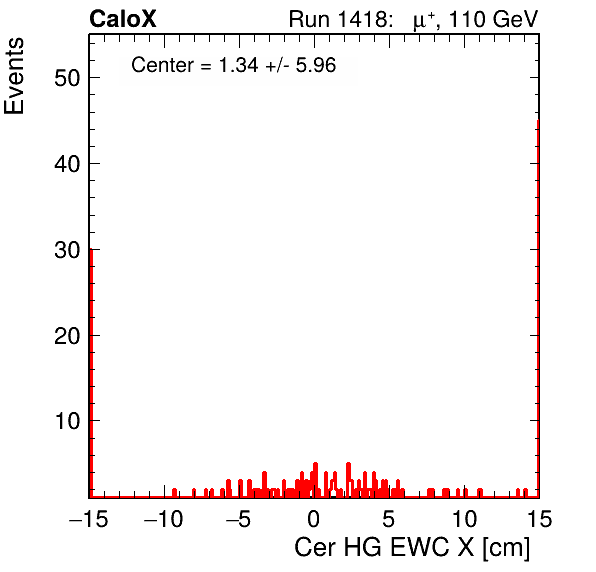 CaloX Run 1418: μ⁺, 110 GeV
Center = 1.34 +/- 5.96
Events
50
40
30
20
10
−15 −10 −5 0 5 10 15
Cer HG EWC X [cm]